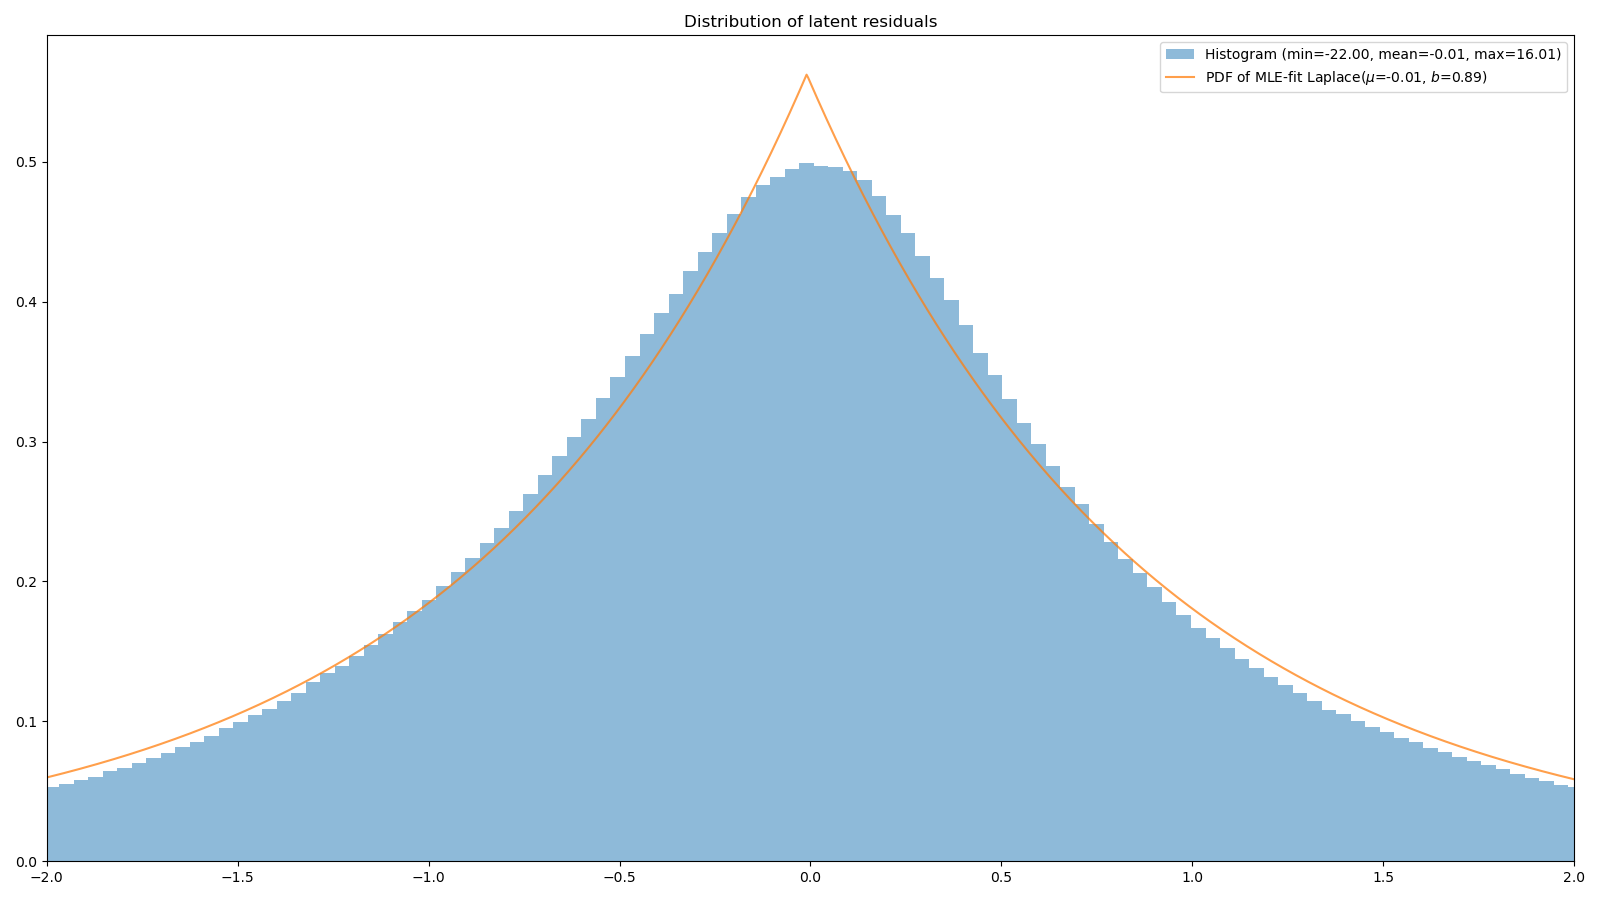 Distribution of latent residuals
Histogram (min=-22.00, mean=-0.01, max=16.01)
PDF of MLE-fit Laplace(μ=-0.01, b=0.89)
0.5
0.4
0.3
0.2
0.1
0.0
−2.0 −1.5 −1.0 −0.5 0.0 0.5 1.0 1.5 2.0